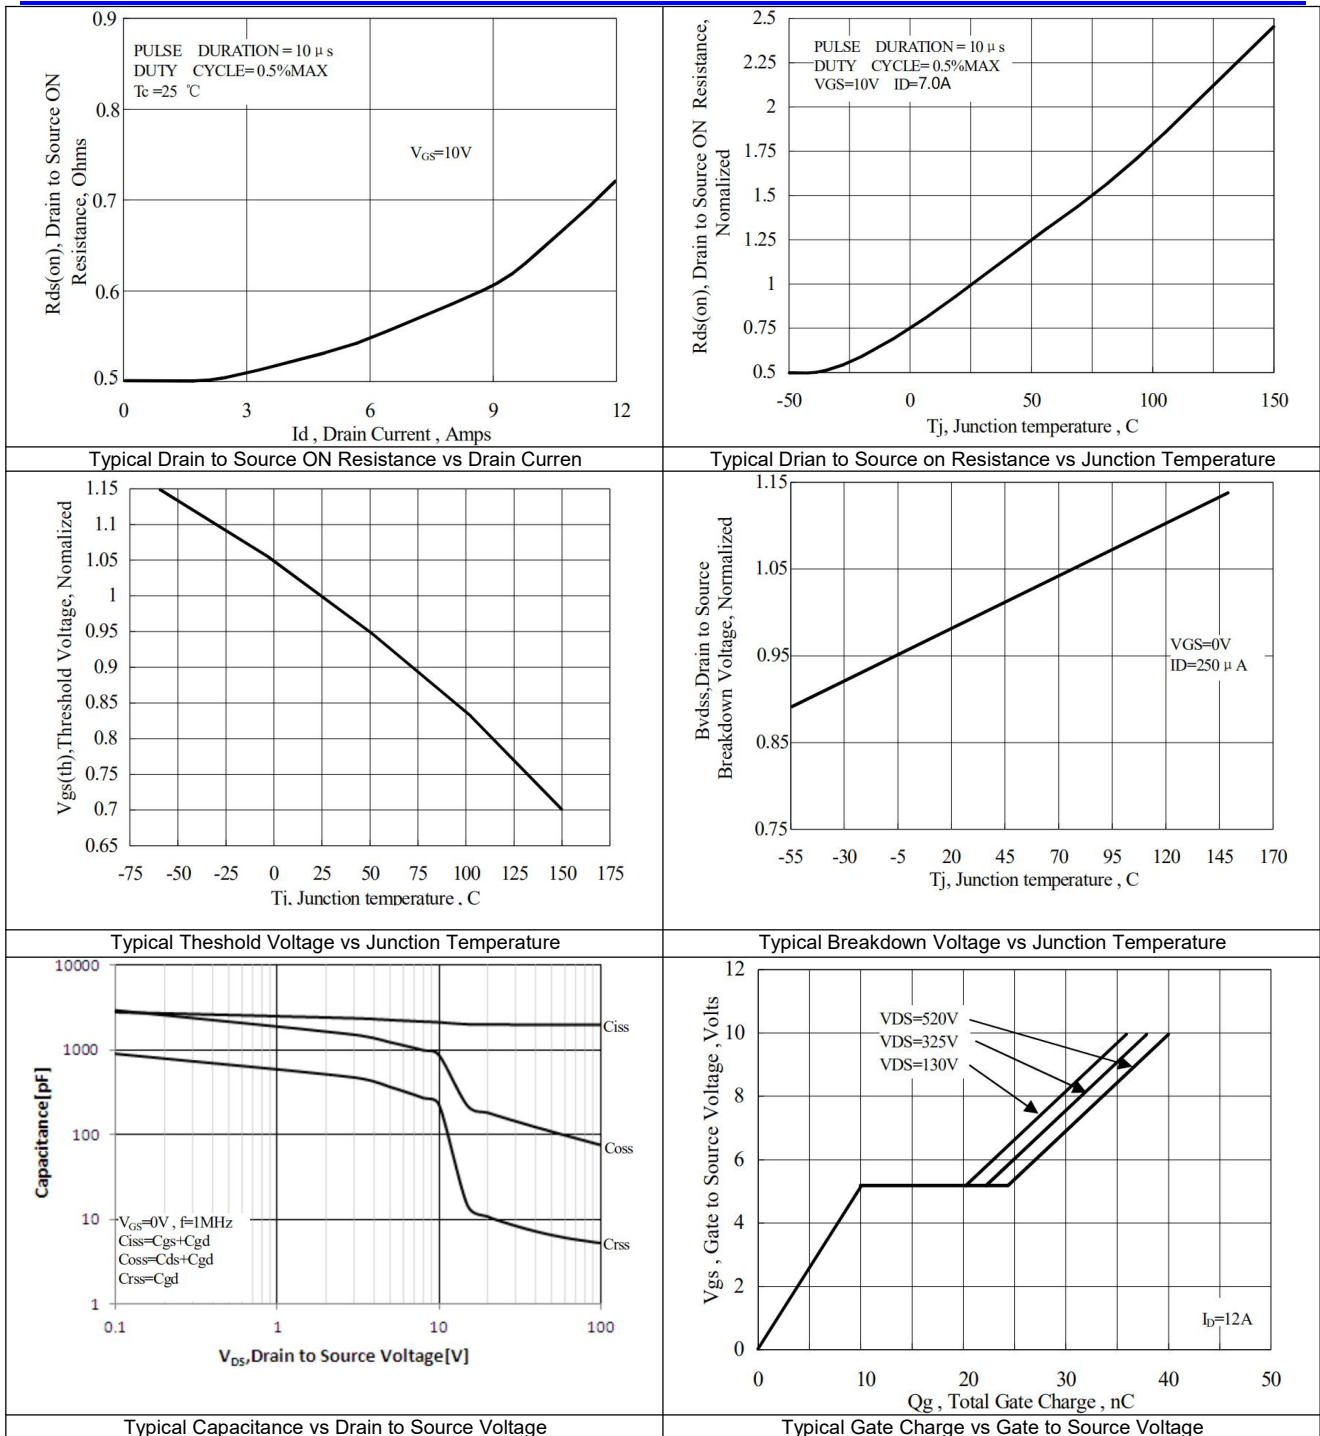 0.9
0.8
0.7
0.6
0.5
Rds(on), Drain to Source ON
Resistance, Ohms
PULSE DURATION = 10 μ s
DUTY CYCLE= 0.5%MAX
Tc =25 ℃
VGS=10V
0 3 6 9 12
Id , Drain Current , Amps
Typical Drain to Source ON Resistance vs Drain Curren
2.5
2.25
2
1.75
1.5
1.25
1
0.75
0.5
Rds(on), Drain to Source ON Resistance,
Nomalized
PULSE DURATION = 10 μ s
DUTY CYCLE= 0.5%MAX
VGS=10V ID=7.0A
-50 0 50 100 150
Tj, Junction temperature , C
Typical Drian to Source on Resistance vs Junction Temperature
1.15
1.1
1.05
1
0.95
0.9
0.85
0.8
0.75
0.7
0.65
Vgs(th),Threshold Voltage, Nomalized
-75 -50 -25 0 25 50 75 100 125 150 175
Tj, Junction temperature , C
Typical Theshold Voltage vs Junction Temperature
1.15
1.05
0.95
0.85
0.75
Bvdss,Drain to Source
Breakdown Voltage, Normalized
VGS=0V
ID=250 μ A
-55 -30 -5 20 45 70 95 120 145 170
Tj, Junction temperature , C
Typical Breakdown Voltage vs Junction Temperature
10000
1000
100
10
1
Capacitance[pF]
Ciss
Coss
Crss
VGS=0V , f=1MHz
Ciss=Cgs+Cgd
Coss=Cds+Cgd
Crss=Cgd
0.1 1 10 100
VDS,Drain to Source Voltage[V]
Typical Capacitance vs Drain to Source Voltage
12
10
8
6
4
2
0
Vgs , Gate to Source Voltage ,Volts
VDS=520V
VDS=325V
VDS=130V
ID=12A
0 10 20 30 40 50
Qg , Total Gate Charge , nC
Typical Gate Charge vs Gate to Source Voltage